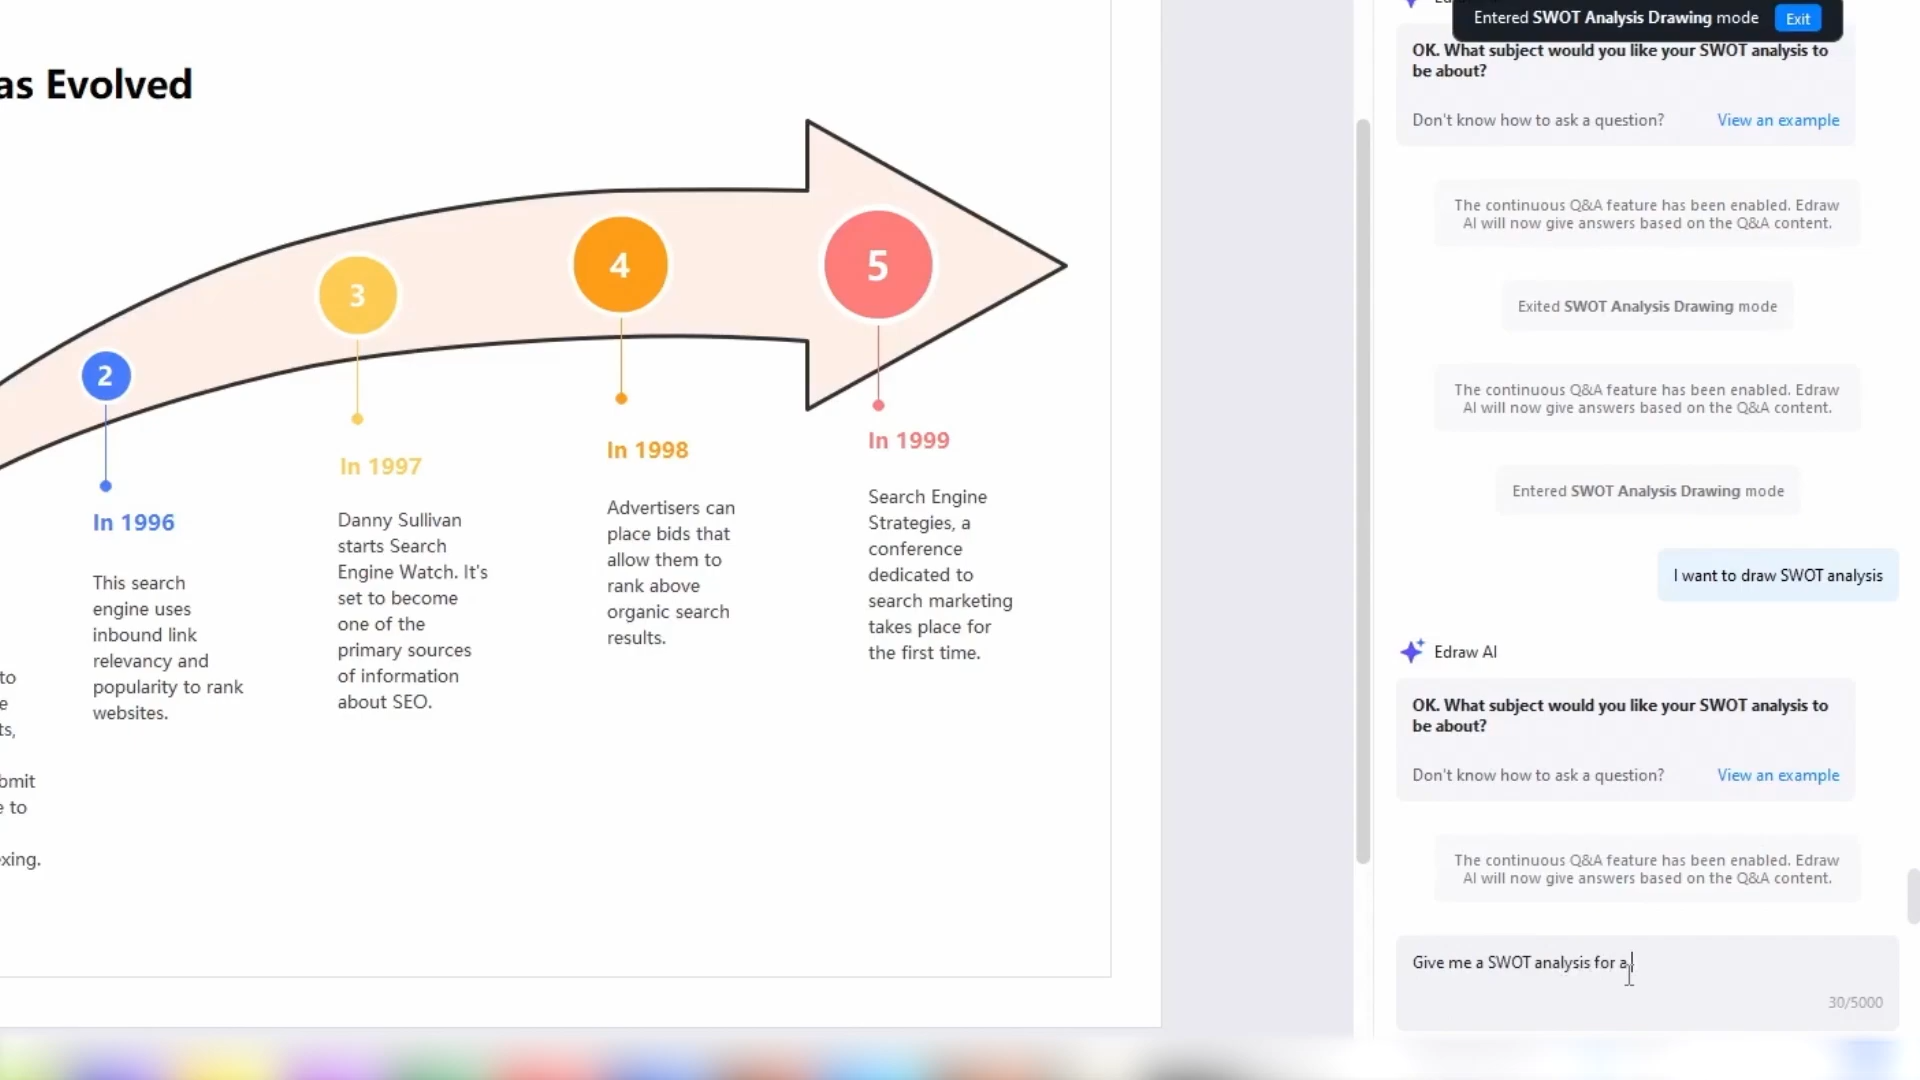 as Evolved
2
3
4
5
In 1996
This search
engine uses
inbound link
relevancy and
popularity to rank
websites.
In 1997
Danny Sullivan
starts Search
Engine Watch. It's
set to become
one of the
primary sources
of information
about SEO.
In 1998
Advertisers can
place bids that
allow them to
rank above
organic search
results.
In 1999
Search Engine
Strategies, a
conference
dedicated to
search marketing
takes place for
the first time.
to
e
ts,
bmit
e to
exing.
Entered SWOT Analysis Drawing mode Exit
OK. What subject would you like your SWOT analysis to
be about?
Don't know how to ask a question? View an example
The continuous Q&A feature has been enabled. Edraw
AI will now give answers based on the Q&A content.
Exited SWOT Analysis Drawing mode
The continuous Q&A feature has been enabled. Edraw
AI will now give answers based on the Q&A content.
Entered SWOT Analysis Drawing mode
I want to draw SWOT analysis
Edraw AI
OK. What subject would you like your SWOT analysis to
be about?
Don't know how to ask a question? View an example
The continuous Q&A feature has been enabled. Edraw
AI will now give answers based on the Q&A content.
Give me a SWOT analysis for a
30/5000